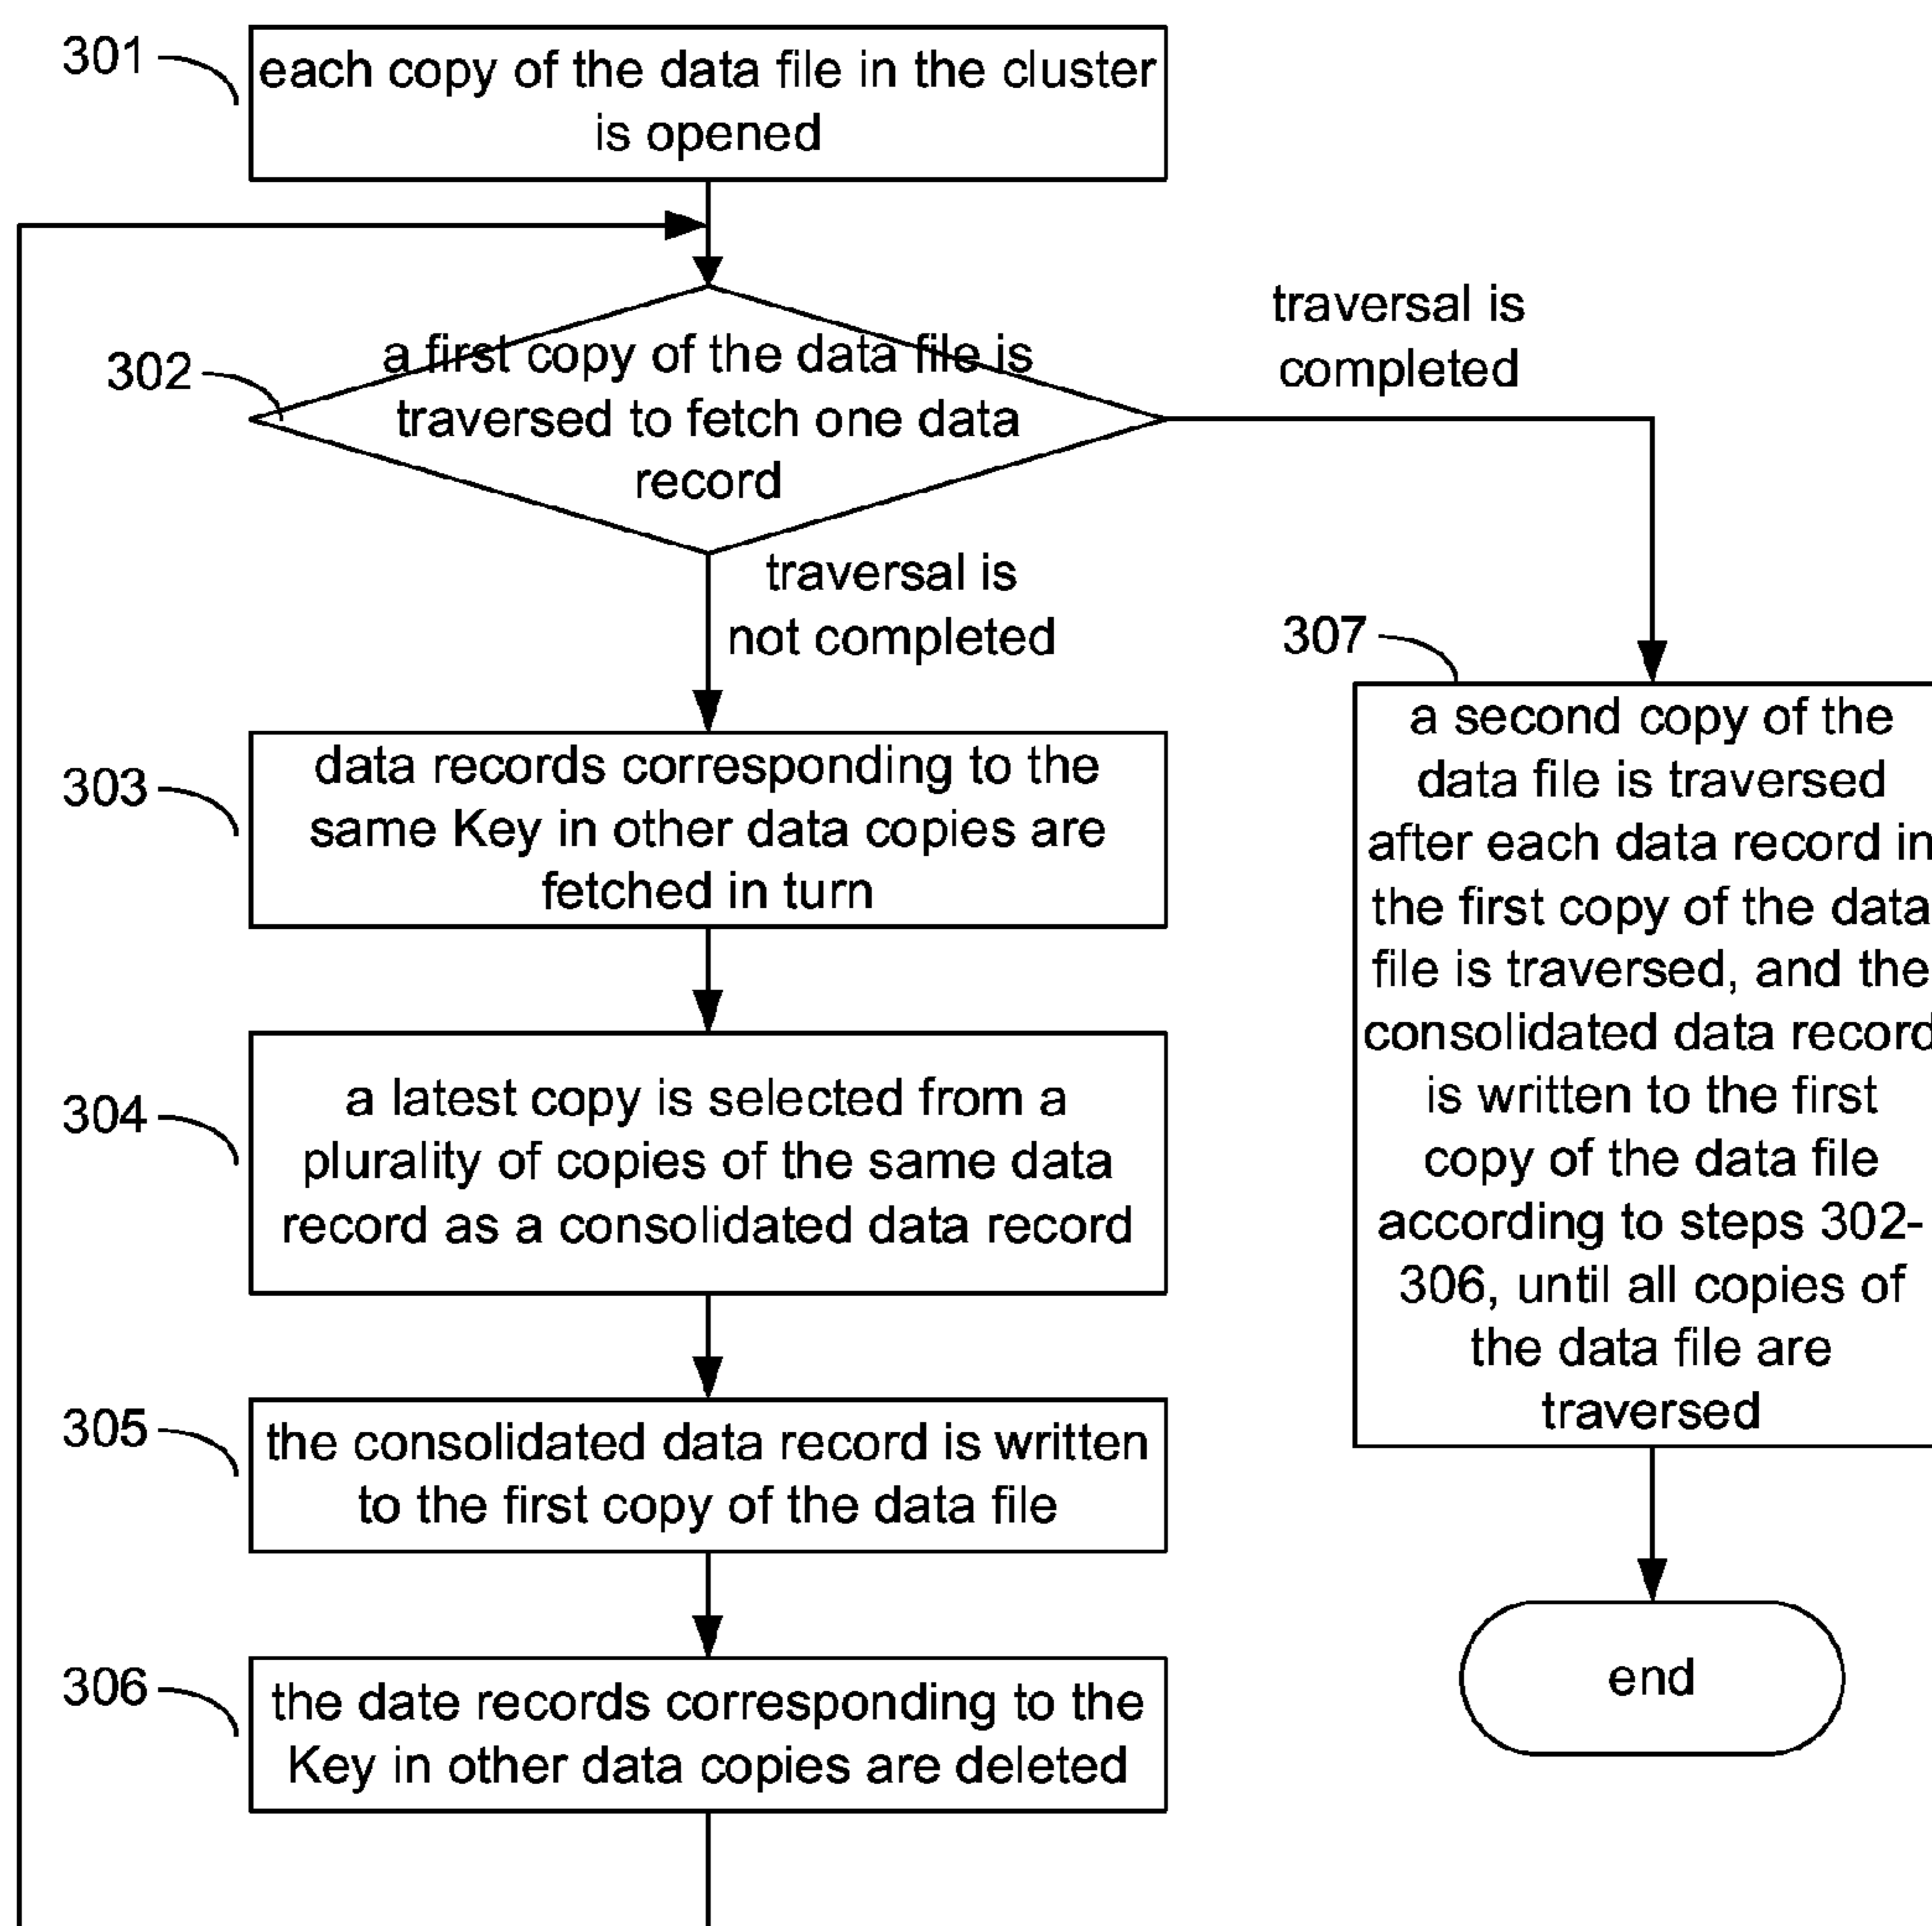 301
each copy of the data file in the cluster
is opened
302
a first copy of the data file is
traversed to fetch one data
record
traversal is
completed
traversal is
not completed
303
data records corresponding to the
same Key in other data copies are
fetched in turn
304
a latest copy is selected from a
plurality of copies of the same data
record as a consolidated data record
305
the consolidated data record is written
to the first copy of the data file
306
the date records corresponding to the
Key in other data copies are deleted
307
a second copy of the
data file is traversed
after each data record in
the first copy of the data
file is traversed, and the
consolidated data record
is written to the first
copy of the data file
according to steps 302-
306, until all copies of
the data file are
traversed
end